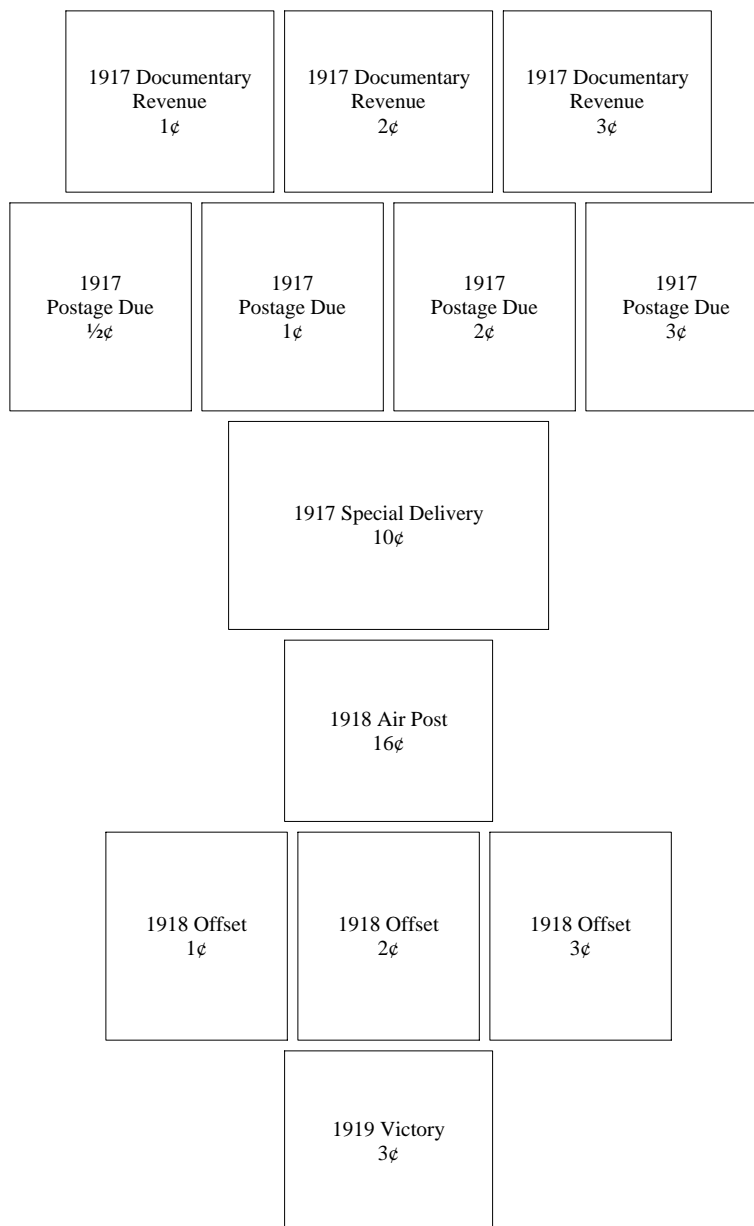 1917 Documentary
Revenue
1¢
1917 Documentary
Revenue
2¢
1917 Documentary
Revenue
3¢
1917
Postage Due
½¢
1917
Postage Due
1¢
1917
Postage Due
2¢
1917
Postage Due
3¢
1917 Special Delivery
10¢
1918 Air Post
16¢
1918 Offset
1¢
1918 Offset
2¢
1918 Offset
3¢
1919 Victory
3¢